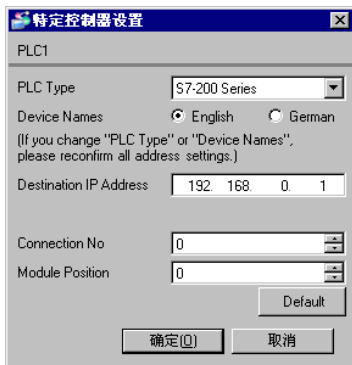 特定控制器设置
PLC1
PLC Type S7-200 Series
Device Names English German
(If you change "PLC Type" or "Device Names",
please reconfirm all address settings.)
Destination IP Address 192. 168. 0. 1
Connection No 0
Module Position 0
Default
确定(O) 取消